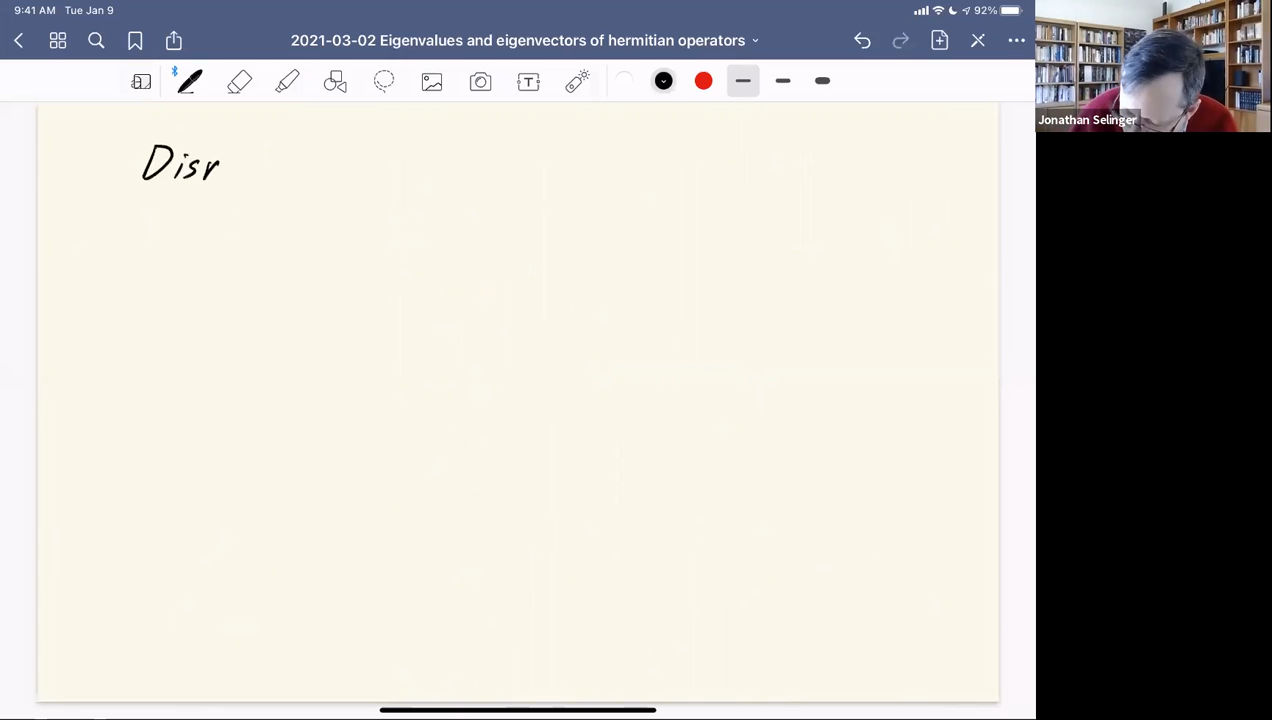 9:41 AM Tue Jan 9 92%
2021-03-02 Eigenvalues and eigenvectors of hermitian operators
T
Jonathan Selinger
Disr